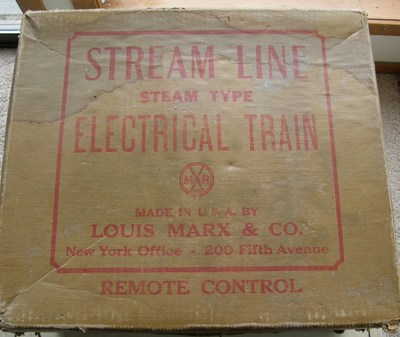 STREAM LINE
STEAM TYPE
ELECTRICAL TRAIN
MAR
MADE IN U.S.A. BY
LOUIS MARX & CO.
New York Office - 200 Fifth Avenue
REMOTE CONTROL